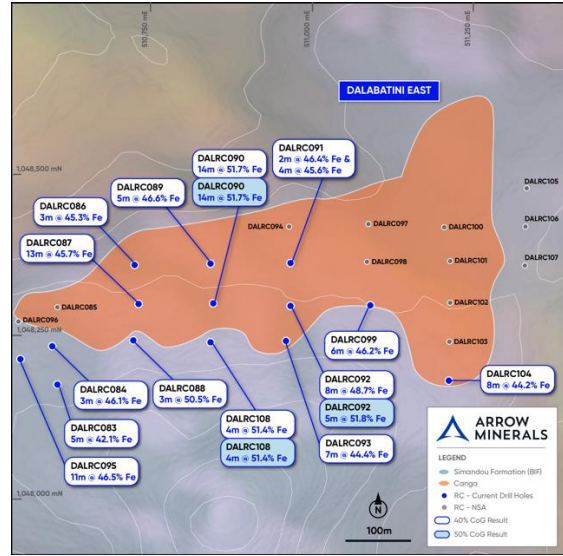 510,750 mE
511,000 mE
511,250 mE
DALABATINI EAST
1,048,500 mN
1,048,250 mN
1,048,000 mN
DALRC091
2m @ 46.4% Fe &
4m @ 45.6% Fe
DALRC090
14m @ 51.7% Fe
DALRC090
14m @ 51.7% Fe
DALRC089
5m @ 46.6% Fe
DALRC086
3m @ 45.3% Fe
DALRC087
13m @ 45.7% Fe
DALRC105
DALRC106
DALRC107
DALRC094
DALRC097
DALRC100
DALRC098
DALRC101
DALRC085
DALRC096
DALRC102
DALRC103
DALRC099
6m @ 46.2% Fe
DALRC104
8m @ 44.2% Fe
DALRC084
3m @ 46.1% Fe
DALRC088
3m @ 50.5% Fe
DALRC092
8m @ 48.7% Fe
DALRC092
5m @ 51.8% Fe
DALRC083
5m @ 42.1% Fe
DALRC108
4m @ 51.4% Fe
DALRC108
4m @ 51.4% Fe
DALRC093
7m @ 44.4% Fe
DALRC095
11m @ 46.5% Fe
N
100m
ARROW
MINERALS
LEGEND
Simandou Formation (BIF)
Canga
RC - Current Drill Holes
RC - NSA
40% CoG Result
50% CoG Result